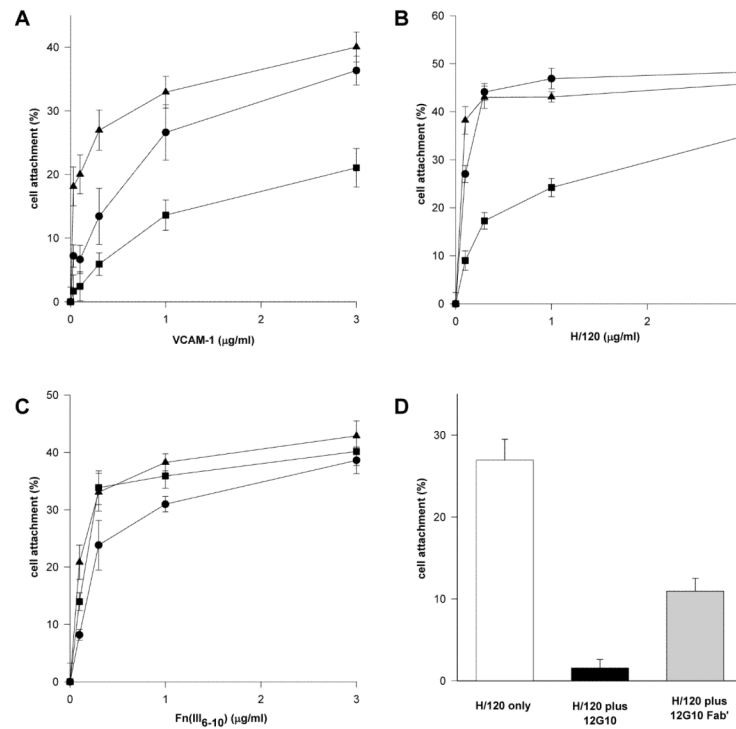 A
cell attachment (%)
40
30
20
10
0
0 1 2 3
VCAM-1 (µg/ml)
B
cell attachment (%)
60
50
40
30
20
10
0
0 1 2
H/120 (µg/ml)
C
cell attachment (%)
50
40
30
20
10
0
0 1 2 3
Fn(III6-10) (µg/ml)
D
cell attachment (%)
30
20
10
0
H/120 only
H/120 plus
12G10
H/120 plus
12G10 Fab'